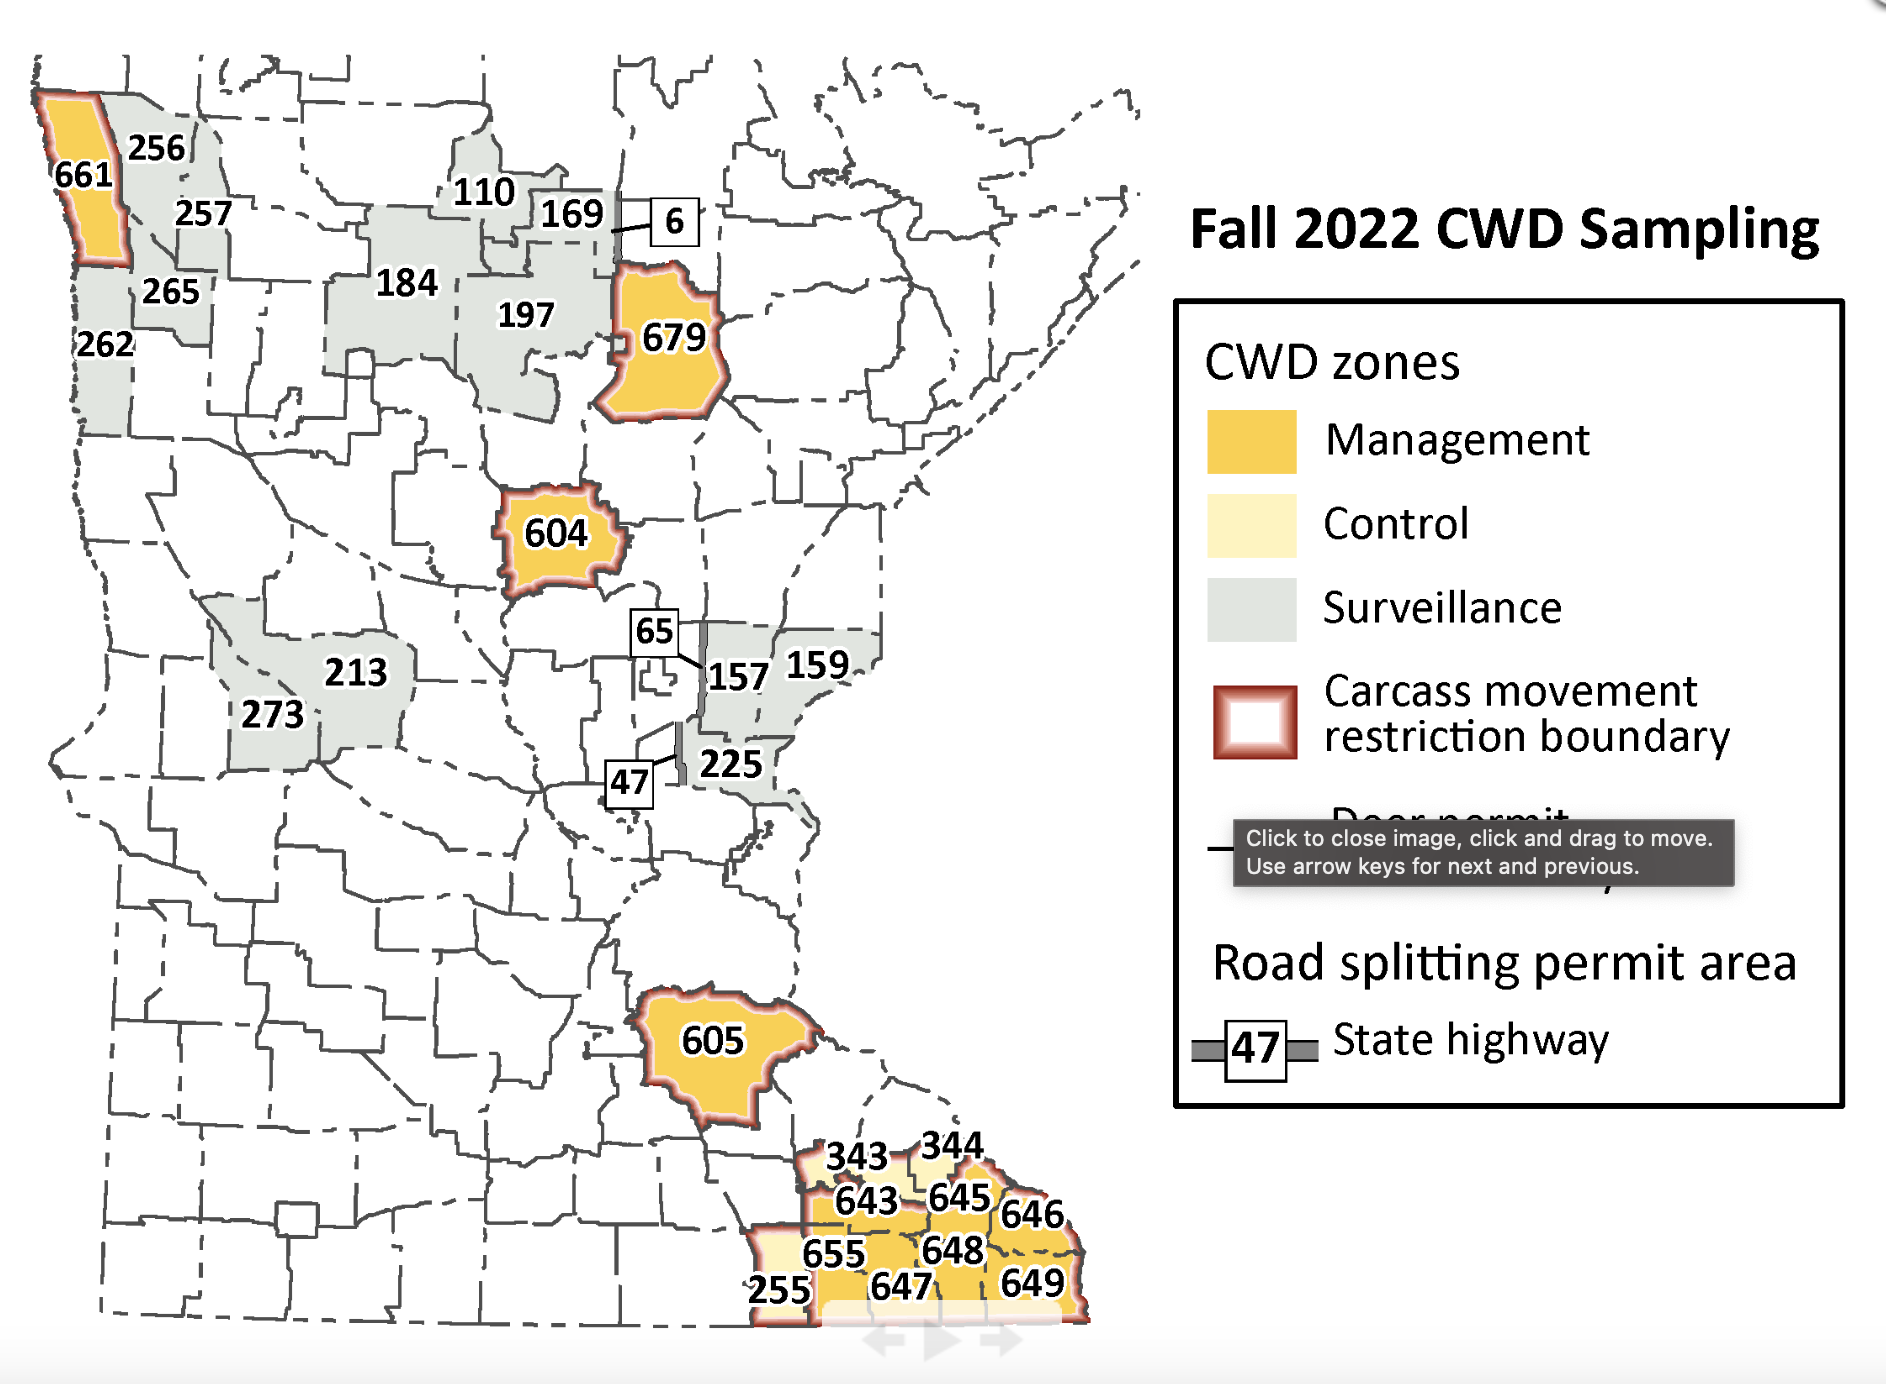 661
256
257
110
169
6
265
184
197
262
679
604
65
213
157
159
273
225
47
605
343
344
643
645
646
655
648
255
647
649
Fall 2022 CWD Sampling
CWD zones
Management
Control
Surveillance
Carcass movement
restriction boundary
Deer permit
Click to close image, click and drag to move.
Use arrow keys for next and previous.
Road splitting permit area
47 State highway